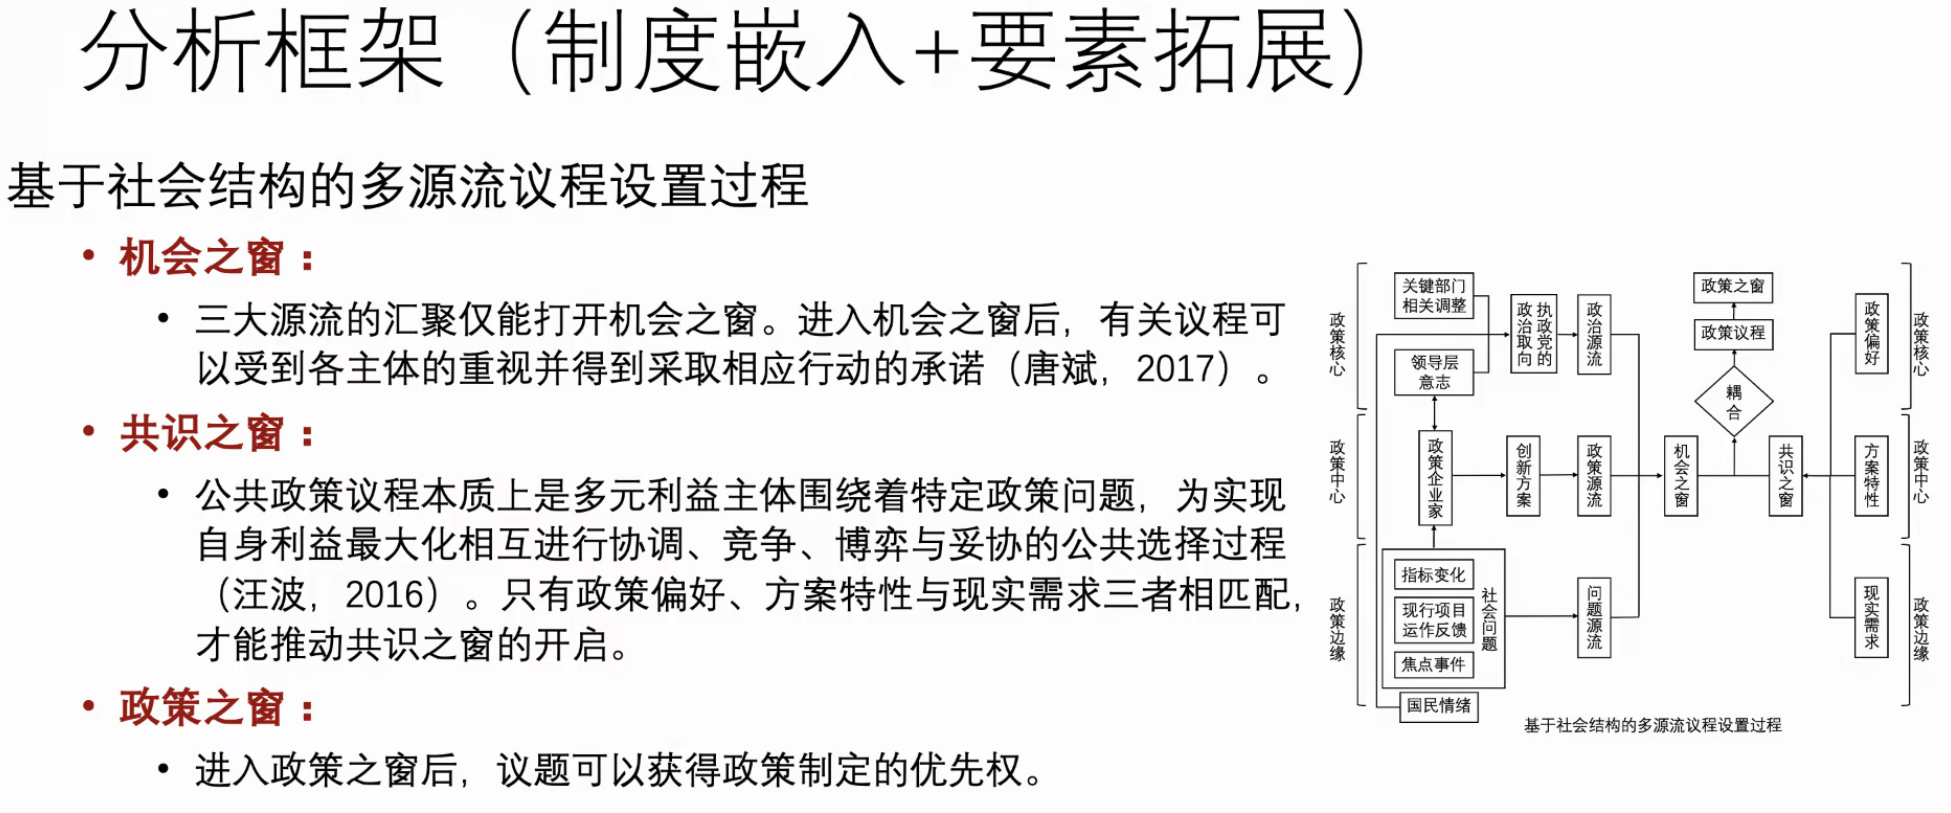 分析框架（制度嵌入+要素拓展）
基于社会结构的多源流议程设置过程
• 机会之窗：
• 三大源流的汇聚仅能打开机会之窗。进入机会之窗后，有关议程可
以受到各主体的重视并得到采取相应行动的承诺（唐斌，2017）。
• 共识之窗：
• 公共政策议程本质上是多元利益主体围绕着特定政策问题，为实现
自身利益最大化相互进行协调、竞争、博弈与妥协的公共选择过程
（汪波，2016）。只有政策偏好、方案特性与现实需求三者相匹配，
才能推动共识之窗的开启。
• 政策之窗：
• 进入政策之窗后，议题可以获得政策制定的优先权。
政策核心
关键部门
相关调整
领导层
意志
执政党的
政治取向
政治源流
政策之窗
政策议程
耦合
政策偏好
政策核心
政策中心
政策企业家
创新方案
政策源流
机会之窗
共识之窗
方案特性
政策中心
政策边缘
指标变化
现行项目
运作反馈
焦点事件
社会问题
国民情绪
问题源流
现实需求
政策边缘
基于社会结构的多源流议程设置过程